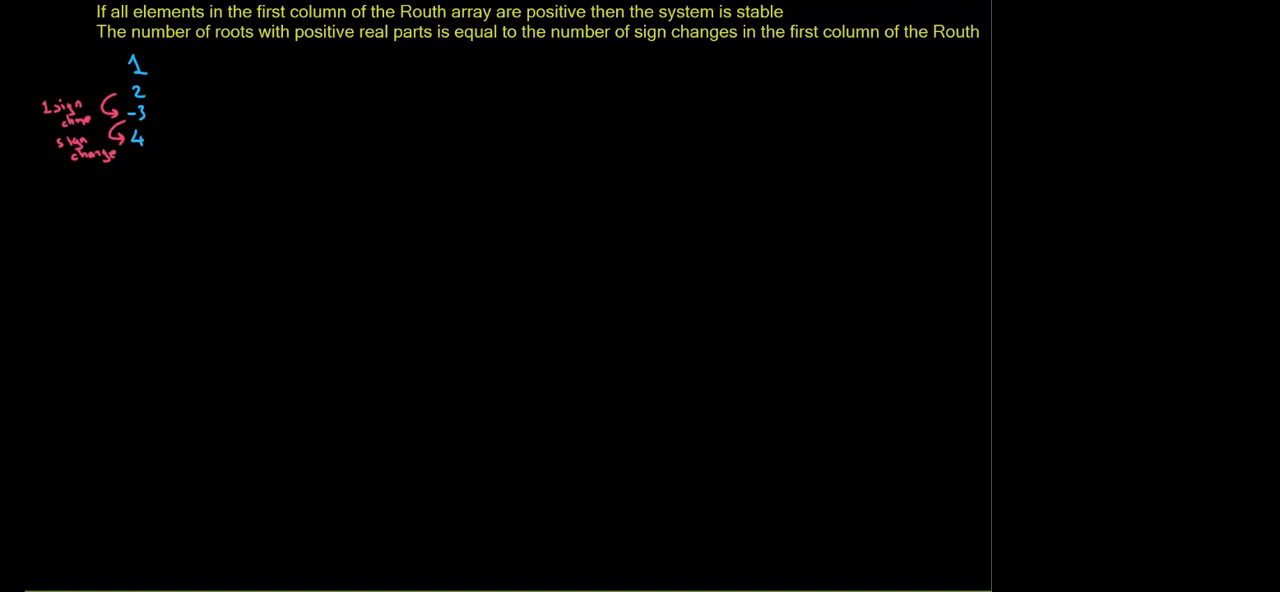 If all elements in the first column of the Routh array are positive then the system is stable
The number of roots with positive real parts is equal to the number of sign changes in the first column of the Routh
1
2
1 sign
-3
4
sign
change